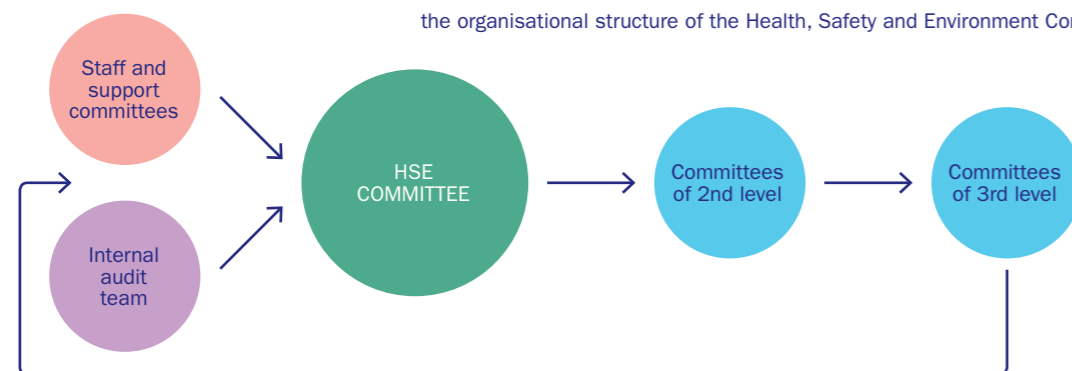 the organisational structure of the Health, Safety and Environment
Staff and
support
committees
HSE
COMMITTEE
Committees
of 2nd level
Committees
of 3rd level
Internal
audit
team